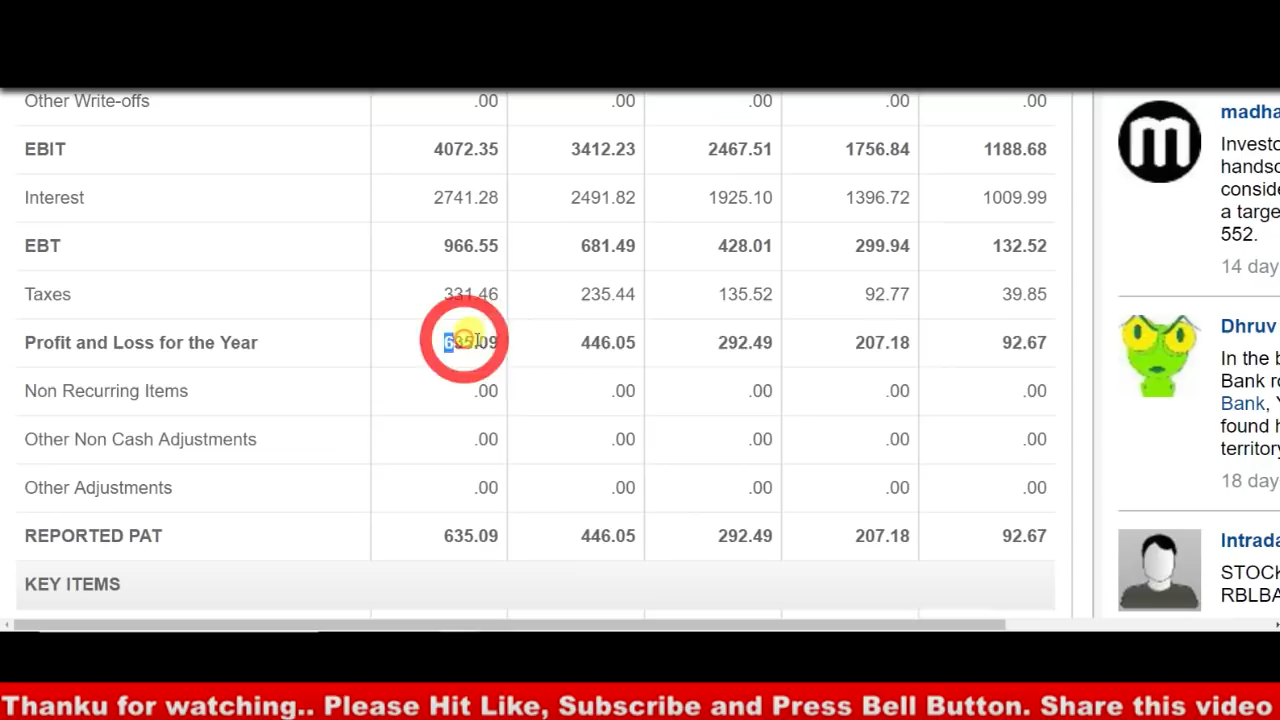 Other Write-offs .00 .00 .00 .00 .00
EBIT 4072.35 3412.23 2467.51 1756.84 1188.68
Interest 2741.28 2491.82 1925.10 1396.72 1009.99
EBT 966.55 681.49 428.01 299.94 132.52
Taxes 331.46 235.44 135.52 92.77 39.85
Profit and Loss for the Year 635.09 446.05 292.49 207.18 92.67
Non Recurring Items .00 .00 .00 .00 .00
Other Non Cash Adjustments .00 .00 .00 .00 .00
Other Adjustments .00 .00 .00 .00 .00
REPORTED PAT 635.09 446.05 292.49 207.18 92.67
KEY ITEMS
m
madha
Investo
handso
conside
a targe
552.
14 day
Dhruv
In the b
Bank ro
Bank, Y
found h
territory
18 day
Intrada
STOCK
RBLBA
Thanku for watching.. Please Hit Like, Subscribe and Press Bell Button. Share this video